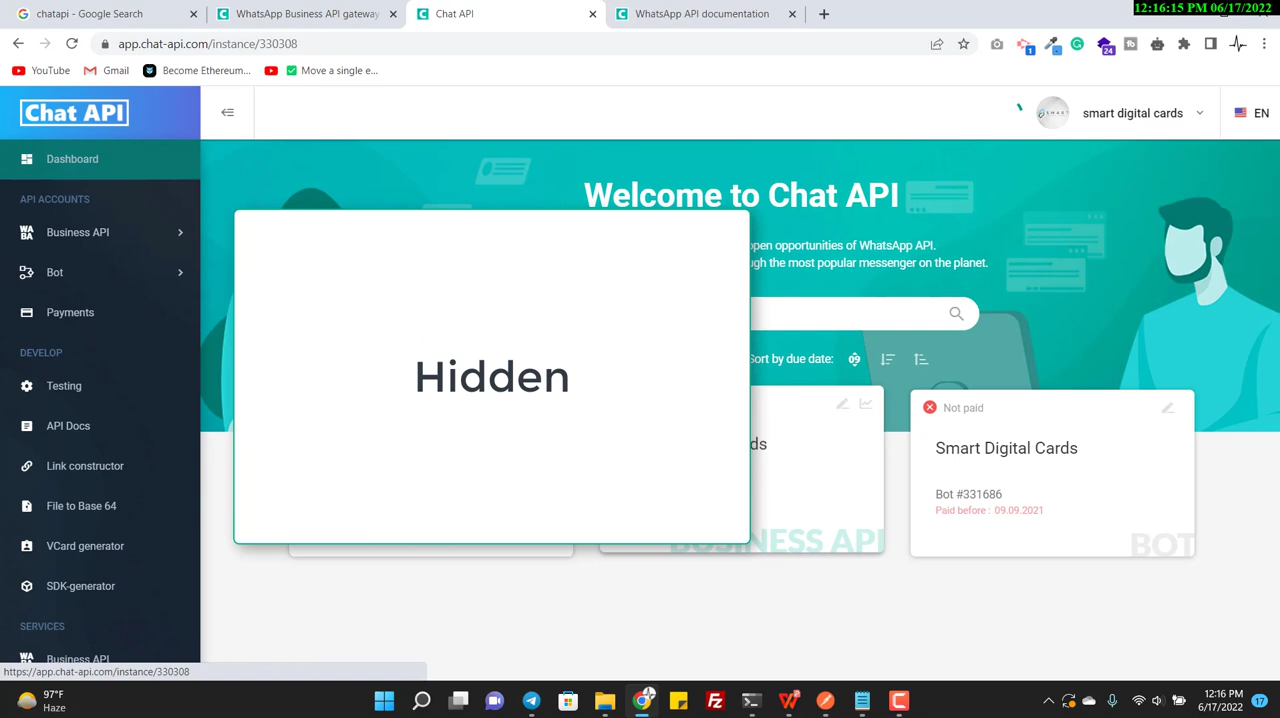 12:16:15 PM 06/17/2022
chatapi - Google Search
WhatsApp Business API gateway
Chat API
WhatsApp API documentation
app.chat-api.com/instance/330308
1
24
YouTube
Gmail
Become Ethereum...
Move a single e...
Chat API
smart digital cards
EN
Dashboard
API ACCOUNTS
Business API
Bot
Payments
DEVELOP
Testing
API Docs
Link constructor
File to Base 64
VCard generator
SDK-generator
SERVICES
Business API
Welcome to Chat API
open opportunities of WhatsApp API.
ugh the most popular messenger on the planet.
Sort by due date:
Hidden
ds
BUSINESS API
Not paid
Smart Digital Cards
Bot #331686
Paid before : 09.09.2021
BOT
https://app.chat-api.com/instance/330308
97°F
Haze
12:16 PM
6/17/2022
17